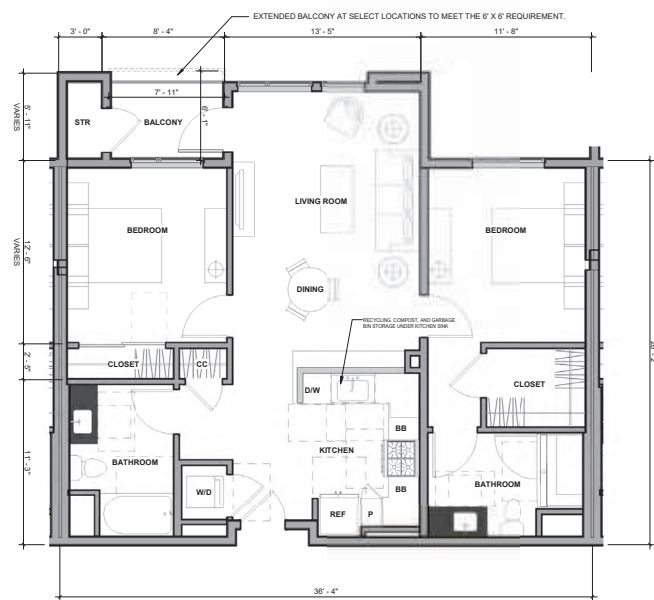 EXTENDED BALCONY AT SELECT LOCATIONS TO MEET THE 6' X 6' REQUIREMENT.
3' - 0"
8' - 4"
13' - 5"
11' - 8"
7' - 11"
5' - 11"
VARIES
6' - 1"
STR
BALCONY
LIVING ROOM
BEDROOM
BEDROOM
12' - 6"
VARIES
DINING
RECYCLING, COMPOST, AND GARBAGE
BIN STORAGE UNDER KITCHEN SINK
2' - 5"
CLOSET
CC
D/W
CLOSET
BB
KITCHEN
11' - 3"
BATHROOM
W/D
BB
BATHROOM
REF
P
36' - 4"